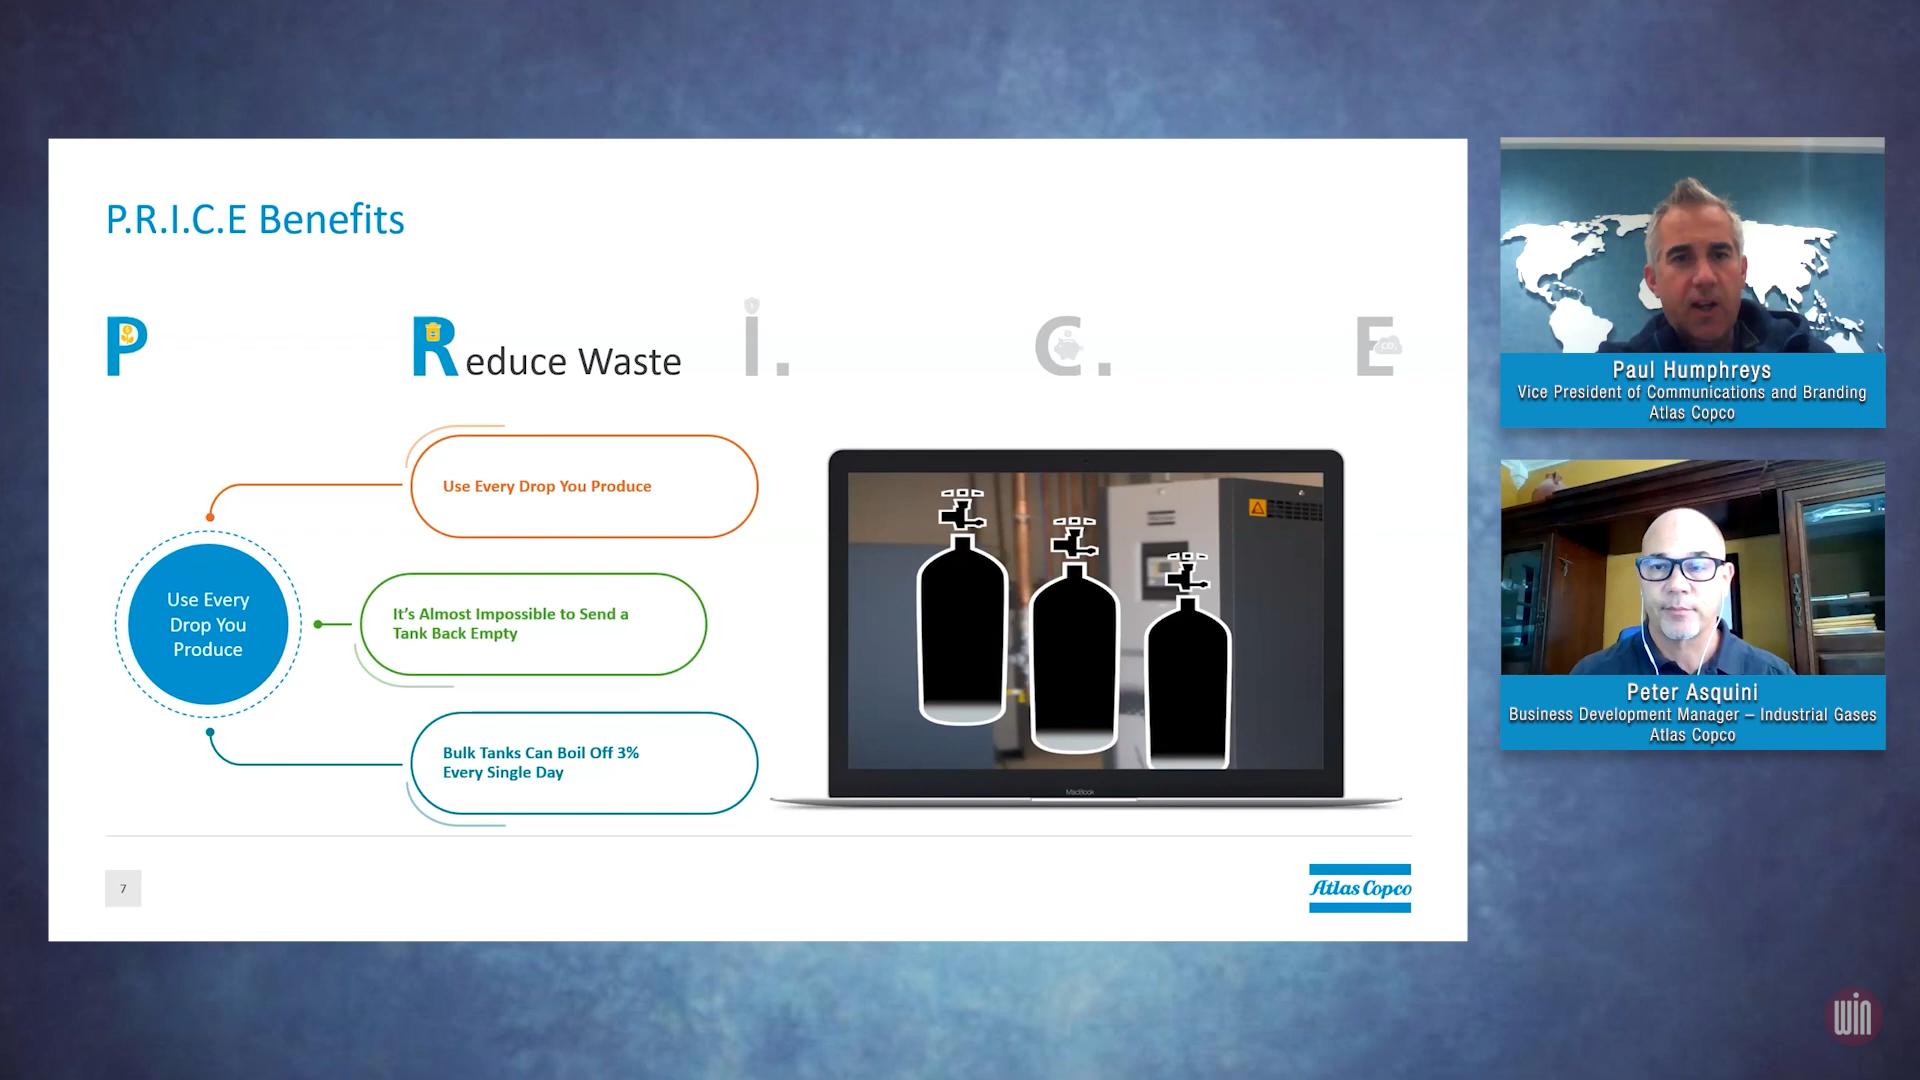 P.R.I.C.E Benefits
P
Reduce Waste
I.
C.
E
CO₂
Use Every Drop You Produce
Use Every
Drop You
Produce
It's Almost Impossible to Send a
Tank Back Empty
Bulk Tanks Can Boil Off 3%
Every Single Day
MacBook
7
Atlas Copco
Paul Humphreys
Vice President of Communications and Branding
Atlas Copco
Peter Asquini
Business Development Manager – Industrial Gases
Atlas Copco
win